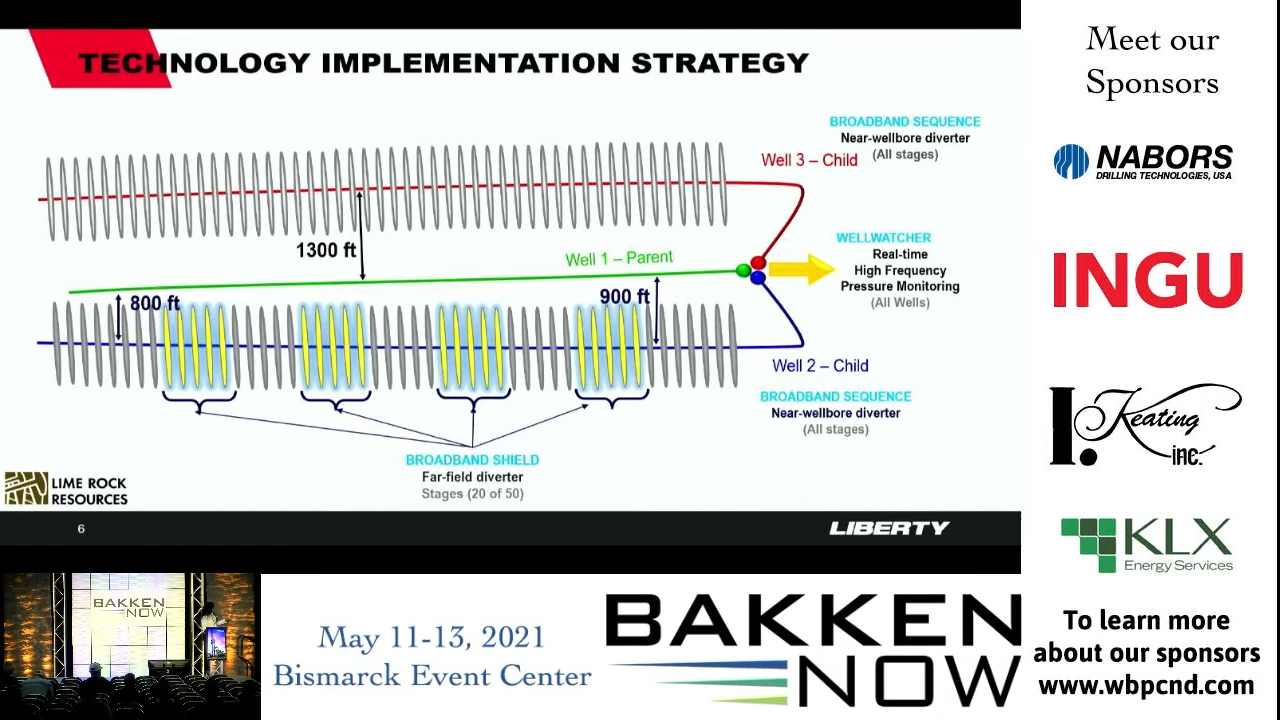 TECHNOLOGY IMPLEMENTATION STRATEGY
BROADBAND SEQUENCE
Near-wellbore diverter
(All stages)
Well 3 – Child
1300 ft
Well 1 – Parent
WELLWATCHER
Real-time
High Frequency
Pressure Monitoring
(All Wells)
800 ft
900 ft
Well 2 – Child
BROADBAND SEQUENCE
Near-wellbore diverter
(All stages)
BROADBAND SHIELD
Far-field diverter
Stages (20 of 50)
LIME ROCK
RESOURCES
6
LIBERTY
Meet our
Sponsors
NABORS
DRILLING TECHNOLOGIES, USA
INGU
I. Keating
inc.
KLX
Energy Services
To learn more
about our sponsors
www.wbpcnd.com
BAKKEN
NOW
May 11-13, 2021
Bismarck Event Center
BAKKEN
NOW